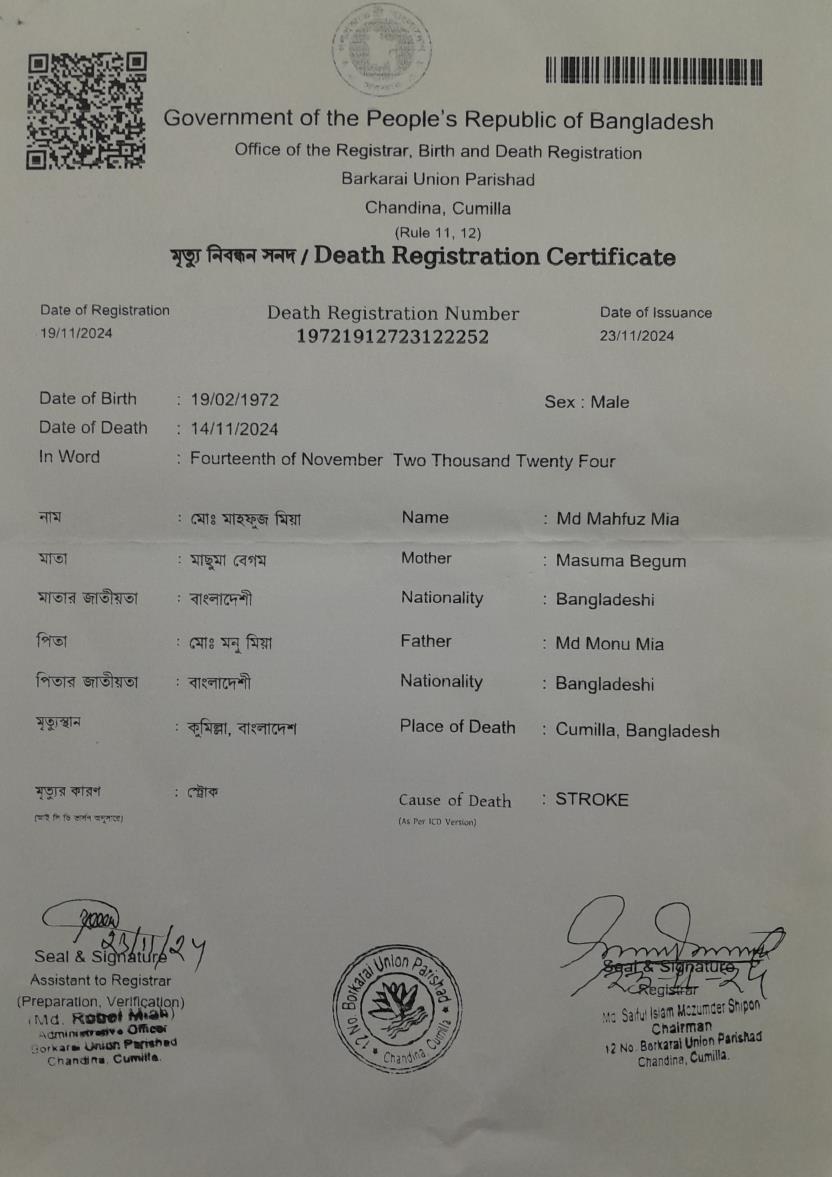 Government of the People's Republic of Bangladesh
Office of the Registrar, Birth and Death Registration
Barkarai Union Parishad
Chandina, Cumilla
(Rule 11, 12)
মৃত্যু নিবন্ধন সনদ / Death Registration Certificate
Date of Registration Death Registration Number Date of Issuance
19/11/2024 19721912723122252 23/11/2024
Date of Birth : 19/02/1972 Sex : Male
Date of Death : 14/11/2024
In Word : Fourteenth of November Two Thousand Twenty Four
নাম : মোঃ মাহফুজ মিয়া Name : Md Mahfuz Mia
মাতা : মাছুমা বেগম Mother : Masuma Begum
মাতার জাতীয়তা : বাংলাদেশী Nationality : Bangladeshi
পিতা : মোঃ মনু মিয়া Father : Md Monu Mia
পিতার জাতীয়তা : বাংলাদেশী Nationality : Bangladeshi
মৃত্যুস্থান : কুমিল্লা, বাংলাদেশ Place of Death : Cumilla, Bangladesh
মৃত্যুর কারণ : স্ট্রোক Cause of Death : STROKE
(আই সি ডি ভার্সন অনুসারে) (As Per ICD Version)
23/11/24
Seal & Signature
Assistant to Registrar
(Preparation, Verification)
(Md. Robel Miah)
Administrative Officer
Borkarai Union Parishad
Chandina, Cumilla.
12 No. Borkarai Union Parishad
Chandina, Cumilla
Seal & Signature
23-11-24
Registrar
Md Saiful Islam Mozumder Shipon
Chairman
12 No. Borkarai Union Parishad
Chandina, Cumilla.